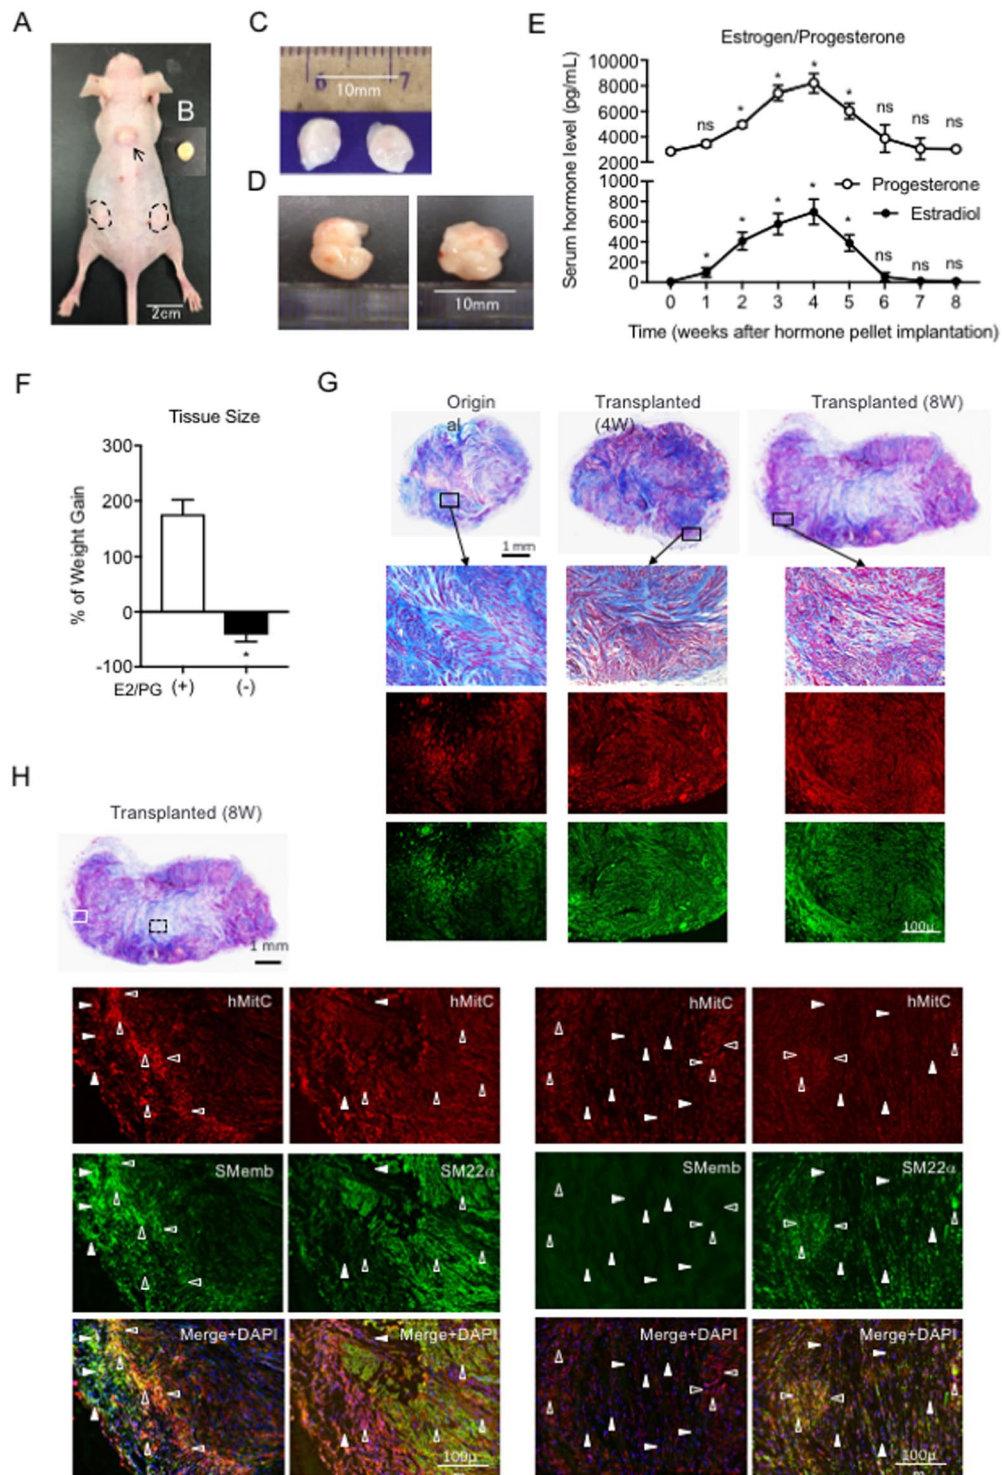 A
B
2cm
C
6 7
10mm
D
10mm
E
Estrogen/Progesterone
Serum hormone level (pg/mL)
10000
8000
6000
4000
2000
1000
800
600
400
200
0
ns * * * * * ns ns ns
Progesterone
Estradiol
* * * * * ns ns ns
0 1 2 3 4 5 6 7 8
Time (weeks after hormone pellet implantation)
F
Tissue Size
% of Weight Gain
300
200
100
0
-100
*
E2/PG (+) (-)
G
Origin
al
Transplanted
(4W)
Transplanted (8W)
1 mm
100μ
H
Transplanted (8W)
1 mm
hMitC hMitC hMitC hMitC
SMemb SM22α SMemb SM22α
Merge+DAPI Merge+DAPI Merge+DAPI Merge+DAPI
100μ 100μ